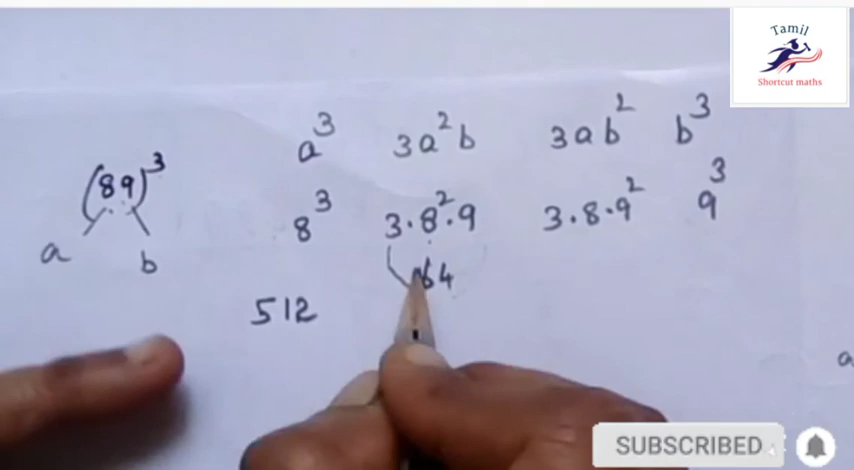 Tamil
Shortcut maths
a³ 3a²b 3ab² b³
(89)³
8³ 3·8²·9 3·8·9² 9³
a b
64
512
a
SUBSCRIBED